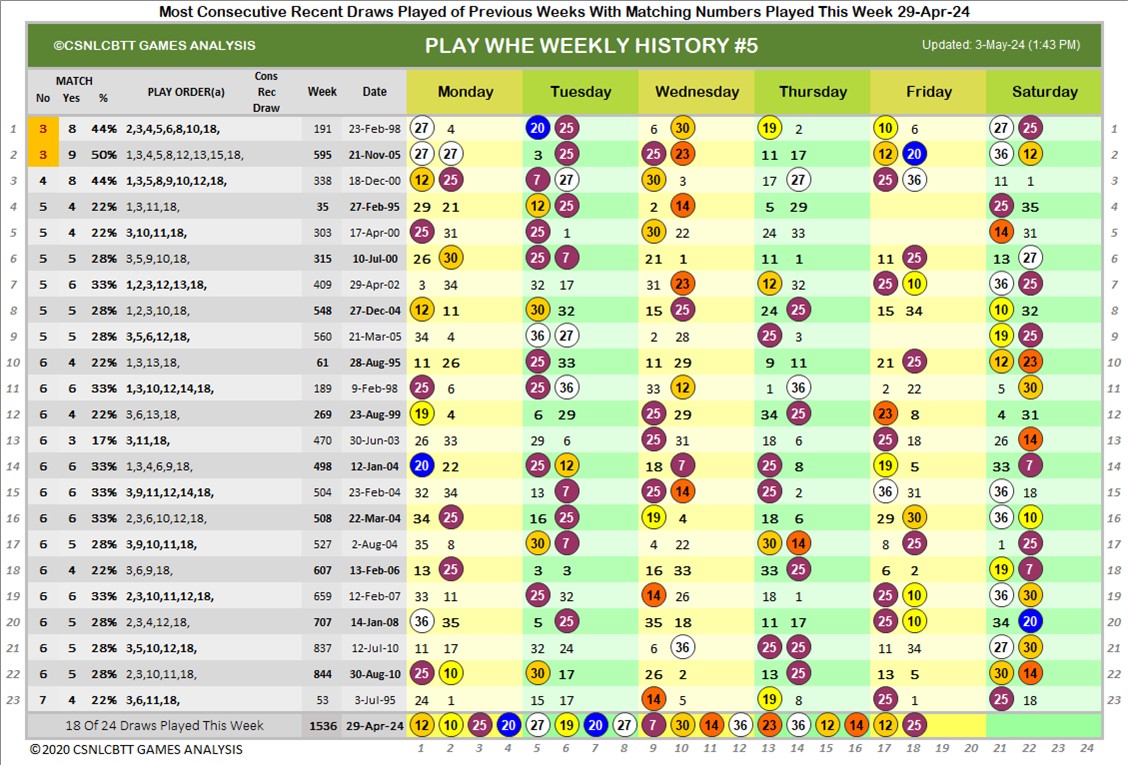 Most Consecutive Recent Draws Played of Previous Weeks With Matching Numbers Played This Week 29-Apr-24
©CSNLCBTT GAMES ANALYSIS PLAY WHE WEEKLY HISTORY #5 Updated: 3-May-24 (1:43 PM)
MATCH Cons
No Yes % PLAY ORDER(a) Rec Week Date Monday Tuesday Wednesday Thursday Friday Saturday
Draw
1 3 8 44% 2,3,4,5,6,8,10,18, 191 23-Feb-98 27 4 20 25 6 30 19 2 10 6 27 25 1
2 3 9 50% 1,3,4,5,8,12,13,15,18, 595 21-Nov-05 27 27 3 25 25 23 11 17 12 20 36 12 2
3 4 8 44% 1,3,5,8,9,10,12,18, 338 18-Dec-00 12 25 7 27 30 3 17 27 25 36 11 1 3
4 5 4 22% 1,3,11,18, 35 27-Feb-95 29 21 12 25 2 14 5 29 25 35 4
5 5 4 22% 3,10,11,18, 303 17-Apr-00 25 31 25 1 30 22 24 33 14 31 5
6 5 5 28% 3,5,9,10,18, 315 10-Jul-00 26 30 25 7 21 1 11 1 11 25 13 27 6
7 5 6 33% 1,2,3,12,13,18, 409 29-Apr-02 3 34 32 17 31 23 12 32 25 10 36 25 7
8 5 5 28% 1,2,3,10,18, 548 27-Dec-04 12 11 30 32 15 25 24 25 15 34 10 32 8
9 5 5 28% 3,5,6,12,18, 560 21-Mar-05 34 4 36 27 2 28 25 3 19 25 9
10 6 4 22% 1,3,13,18, 61 28-Aug-95 11 26 25 33 11 29 9 11 21 25 12 23 10
11 6 6 33% 1,3,10,12,14,18, 189 9-Feb-98 25 6 25 36 33 12 1 36 2 22 5 30 11
12 6 4 22% 3,6,13,18, 269 23-Aug-99 19 4 6 29 25 29 34 25 23 8 4 31 12
13 6 3 17% 3,11,18, 470 30-Jun-03 26 33 29 6 25 31 18 6 25 18 26 14 13
14 6 6 33% 1,3,4,6,9,18, 498 12-Jan-04 20 22 25 12 18 7 25 8 19 5 33 7 14
15 6 6 33% 3,9,11,12,14,18, 504 23-Feb-04 32 34 13 7 25 14 25 2 36 31 36 18 15
16 6 6 33% 2,3,6,10,12,18, 508 22-Mar-04 34 25 16 25 19 4 18 6 29 30 36 10 16
17 6 5 28% 3,9,10,11,18, 527 2-Aug-04 35 8 30 7 4 22 30 14 8 25 1 25 17
18 6 4 22% 3,6,9,18, 607 13-Feb-06 13 25 3 3 16 33 33 25 6 2 19 7 18
19 6 6 33% 2,3,10,11,12,18, 659 12-Feb-07 33 11 25 32 14 26 18 1 25 10 36 30 19
20 6 5 28% 2,3,4,12,18, 707 14-Jan-08 36 35 5 25 35 18 11 17 25 10 34 20 20
21 6 5 28% 3,5,10,12,18, 837 12-Jul-10 11 17 32 24 6 36 25 25 11 34 27 30 21
22 6 5 28% 2,3,10,11,18, 844 30-Aug-10 25 10 30 17 26 2 13 25 13 5 30 14 22
23 7 4 22% 3,6,11,18, 53 3-Jul-95 24 1 15 17 14 5 19 8 25 1 25 18 23
18 Of 24 Draws Played This Week 1536 29-Apr-24 12 10 25 20 27 19 20 27 7 30 14 36 23 36 12 14 12 25
© 2020 CSNLCBTT GAMES ANALYSIS 1 2 3 4 5 6 7 8 9 10 11 12 13 14 15 16 17 18 19 20 21 22 23 24